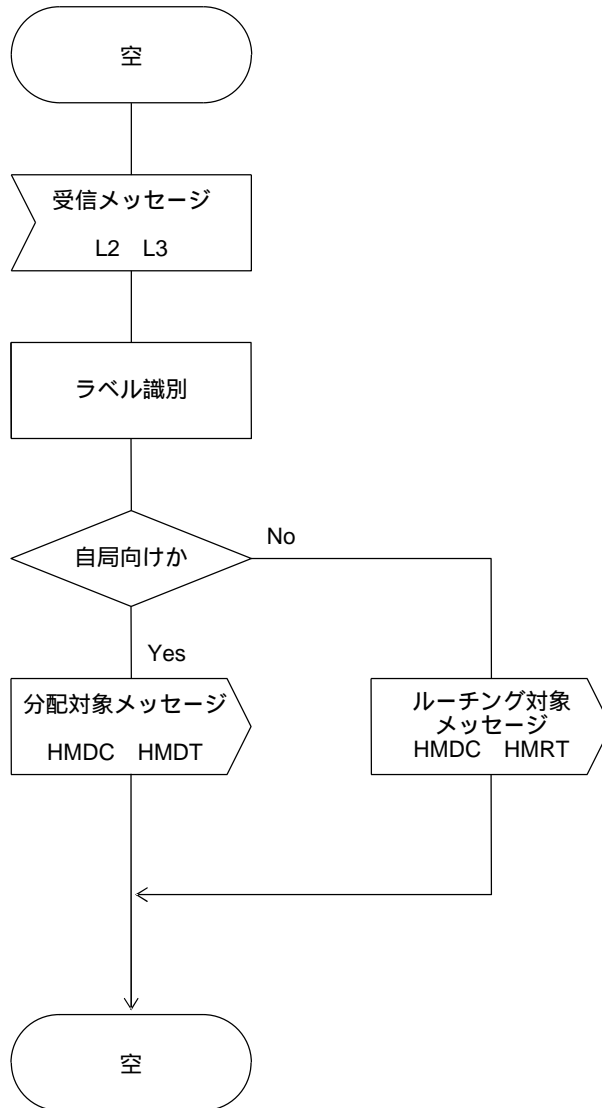 空
受信メッセージ
L2 L3
ラベル識別
自局向けか
No
Yes
分配対象メッセージ
HMDC HMDT
ルーチング対象
メッセージ
HMDC HMRT
空